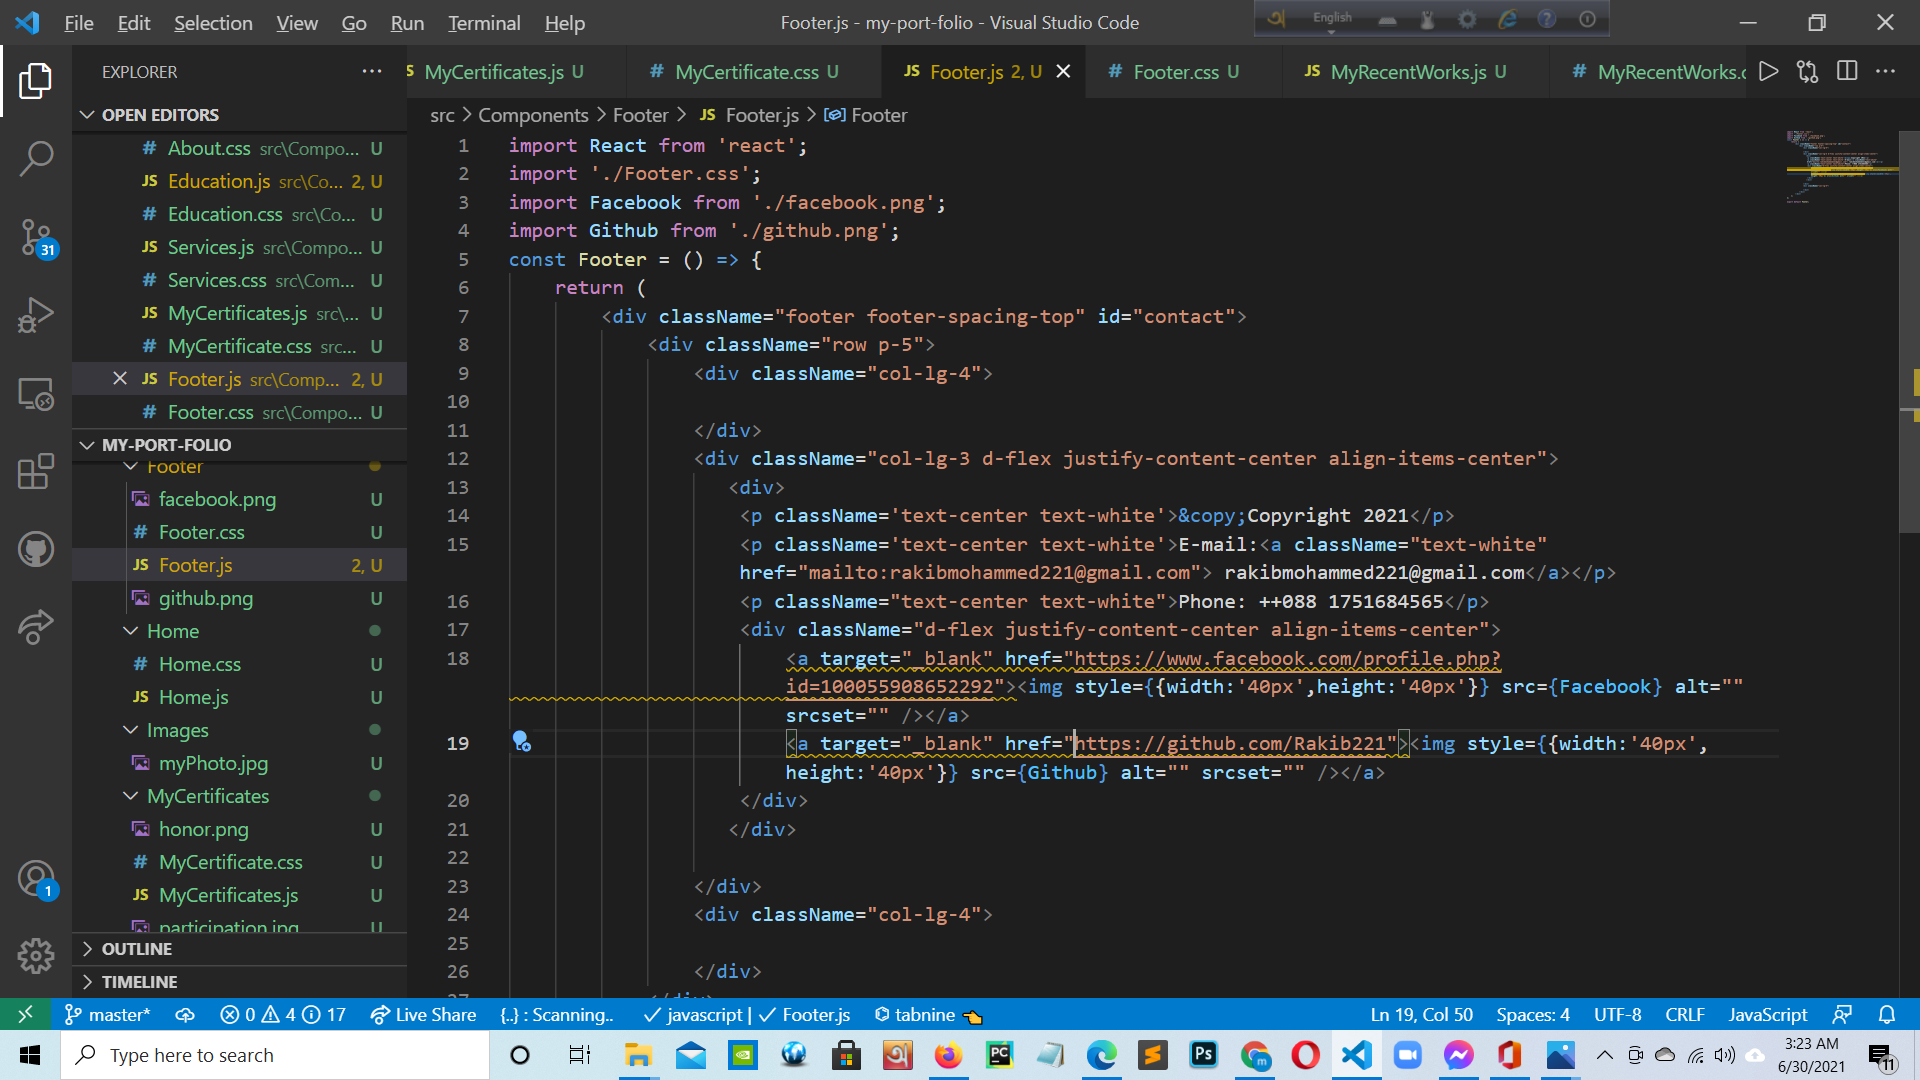 File Edit Selection View Go Run Terminal Help
Footer.js - my-port-folio - Visual Studio Code
English
EXPLORER
MyCertificates.js U
# MyCertificate.css U
JS Footer.js 2, U
# Footer.css U
JS MyRecentWorks.js U
# MyRecentWorks.c
OPEN EDITORS
# About.css src\Compo... U
JS Education.js src\Co... 2, U
# Education.css src\Co... U
JS Services.js src\Compo... U
# Services.css src\Com... U
JS MyCertificates.js src\... U
# MyCertificate.css src... U
JS Footer.js src\Comp... 2, U
# Footer.css src\Compo... U
MY-PORT-FOLIO
Footer
facebook.png U
# Footer.css U
JS Footer.js 2, U
github.png U
Home
# Home.css U
JS Home.js U
Images
myPhoto.jpg U
MyCertificates
honor.png U
# MyCertificate.css U
JS MyCertificates.js U
participation.jpg U
OUTLINE
TIMELINE
31
1
src > Components > Footer > JS Footer.js > Footer
1 import React from 'react';
2 import './Footer.css';
3 import Facebook from './facebook.png';
4 import Github from './github.png';
5 const Footer = () => {
6 return (
7 <div className="footer footer-spacing-top" id="contact">
8 <div className="row p-5">
9 <div className="col-lg-4">
10
11 </div>
12 <div className="col-lg-3 d-flex justify-content-center align-items-center">
13 <div>
14 <p className='text-center text-white'>&copy;Copyright 2021</p>
15 <p className='text-center text-white'>E-mail:<a className="text-white"
href="mailto:rakibmohammed221@gmail.com"> rakibmohammed221@gmail.com</a></p>
16 <p className="text-center text-white">Phone: ++088 1751684565</p>
17 <div className="d-flex justify-content-center align-items-center">
18 <a target="_blank" href="https://www.facebook.com/profile.php?
id=100055908652292"><img style={{width:'40px',height:'40px'}} src={Facebook} alt=""
srcset="" /></a>
19 <a target="_blank" href="https://github.com/Rakib221"><img style={{width:'40px',
height:'40px'}} src={Github} alt="" srcset="" /></a>
20 </div>
21 </div>
22
23 </div>
24 <div className="col-lg-4">
25
26 </div>
27 </div>
master* 0 4 17 Live Share {..} : Scanning.. javascript | Footer.js tabnine
Ln 19, Col 50 Spaces: 4 UTF-8 CRLF JavaScript
Type here to search
3:23 AM
6/30/2021
11